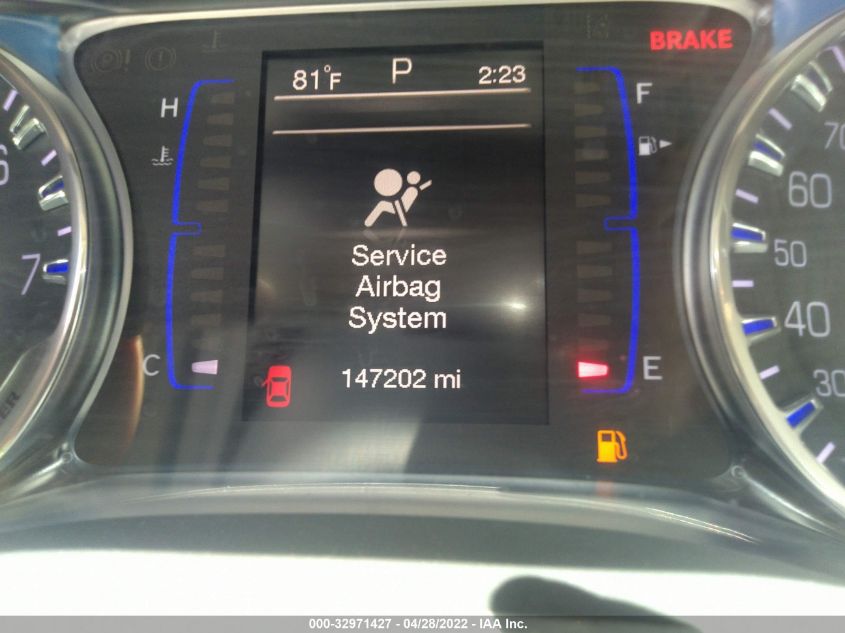 BRAKE
81°F P 2:23
H F
6 70
60
Service
50
Airbag
7
System
40
C E
147202 mi
30
000-32971427 - 04/28/2022 - IAA Inc.